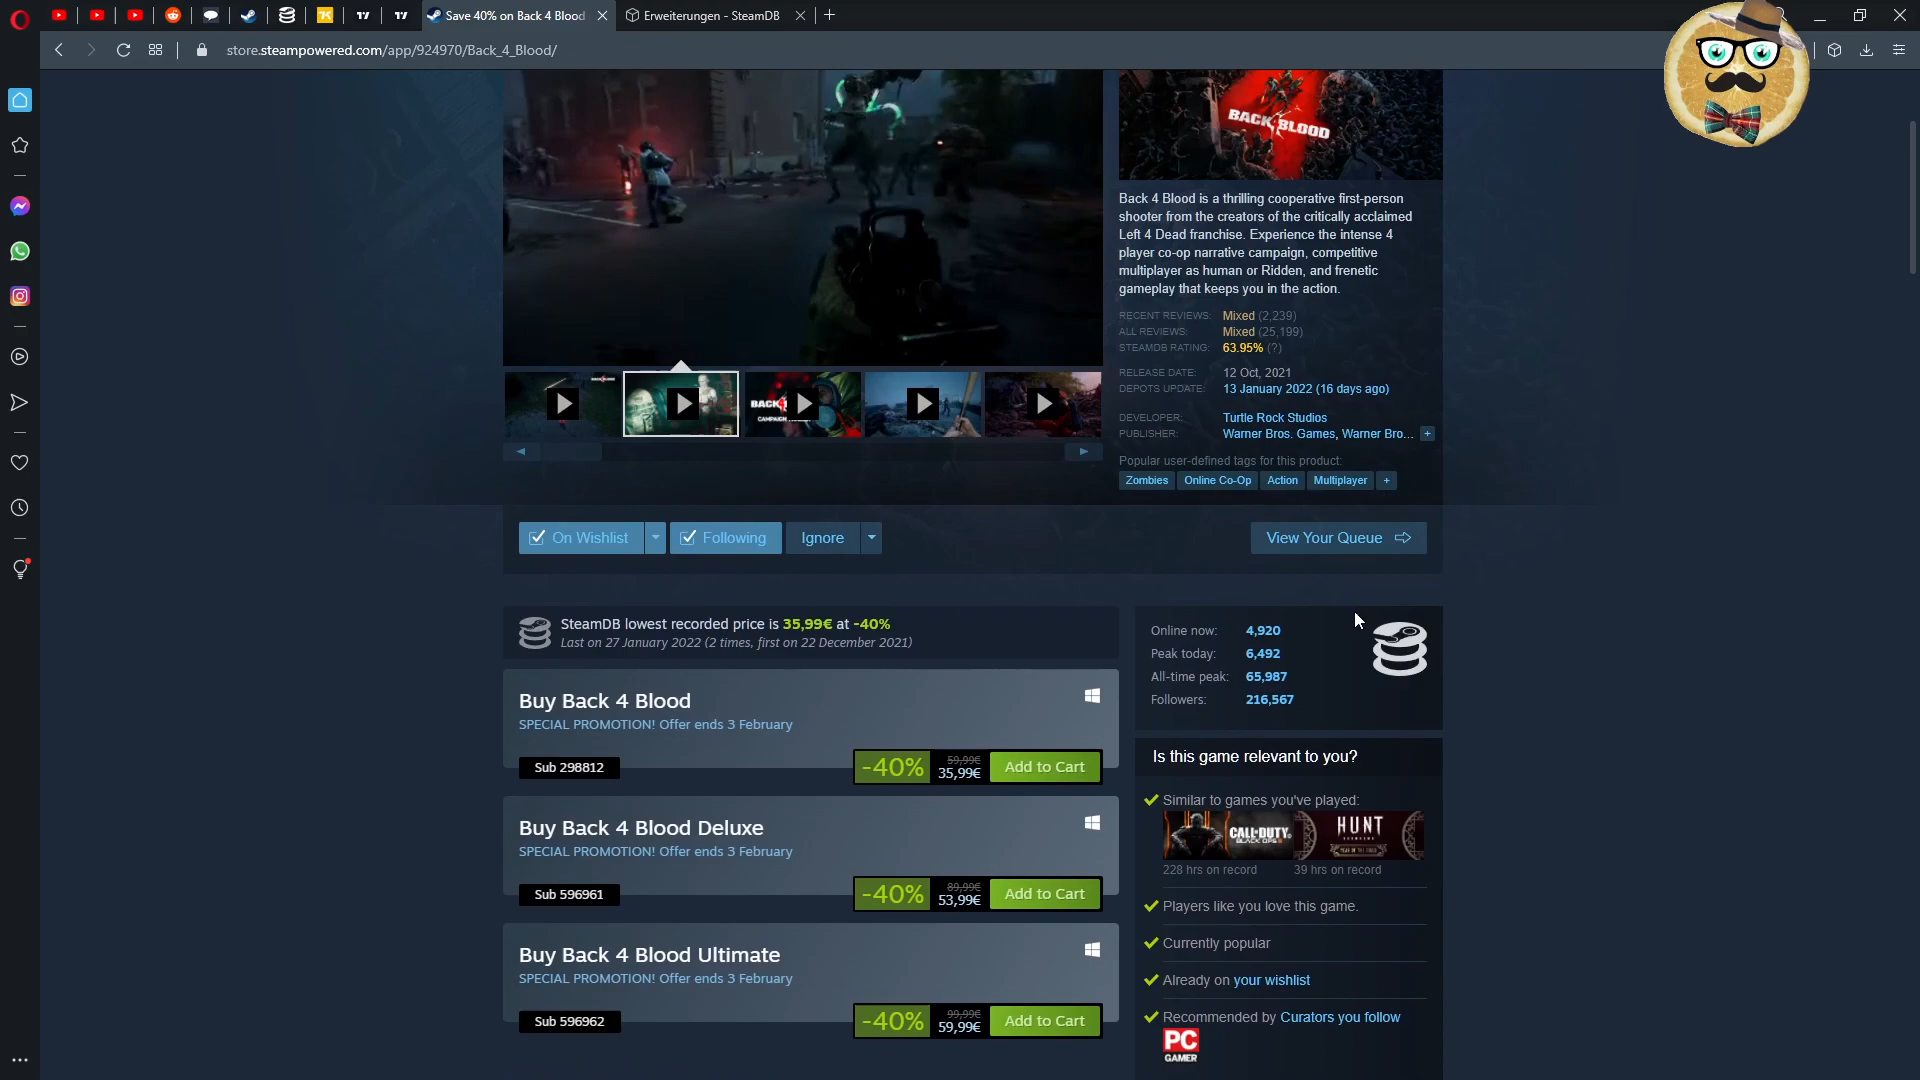 Save 40% on Back 4 Blood
Erweiterungen - SteamDB
store.steampowered.com/app/924970/Back_4_Blood/
BACK 4 BLOOD
Back 4 Blood is a thrilling cooperative first-person
shooter from the creators of the critically acclaimed
Left 4 Dead franchise. Experience the intense 4
player co-op narrative campaign, competitive
multiplayer as human or Ridden, and frenetic
gameplay that keeps you in the action.
RECENT REVIEWS: Mixed (2,239)
ALL REVIEWS: Mixed (25,199)
STEAMDB RATING: 63.95% (?)
RELEASE DATE: 12 Oct, 2021
DEPOTS UPDATE: 13 January 2022 (16 days ago)
DEVELOPER: Turtle Rock Studios
PUBLISHER: Warner Bros. Games, Warner Bro... +
Popular user-defined tags for this product:
Zombies Online Co-Op Action Multiplayer +
On Wishlist Following Ignore View Your Queue
SteamDB lowest recorded price is 35,99€ at -40%
Last on 27 January 2022 (2 times, first on 22 December 2021)
Buy Back 4 Blood
SPECIAL PROMOTION! Offer ends 3 February
Sub 298812
-40% 59,99€ 35,99€ Add to Cart
Buy Back 4 Blood Deluxe
SPECIAL PROMOTION! Offer ends 3 February
Sub 596961
-40% 89,99€ 53,99€ Add to Cart
Buy Back 4 Blood Ultimate
SPECIAL PROMOTION! Offer ends 3 February
Sub 596962
-40% 99,99€ 59,99€ Add to Cart
Online now: 4,920
Peak today: 6,492
All-time peak: 65,987
Followers: 216,567
Is this game relevant to you?
Similar to games you've played:
CALL·DUTY HUNT
228 hrs on record 39 hrs on record
Players like you love this game.
Currently popular
Already on your wishlist
Recommended by Curators you follow
PC
GAMER